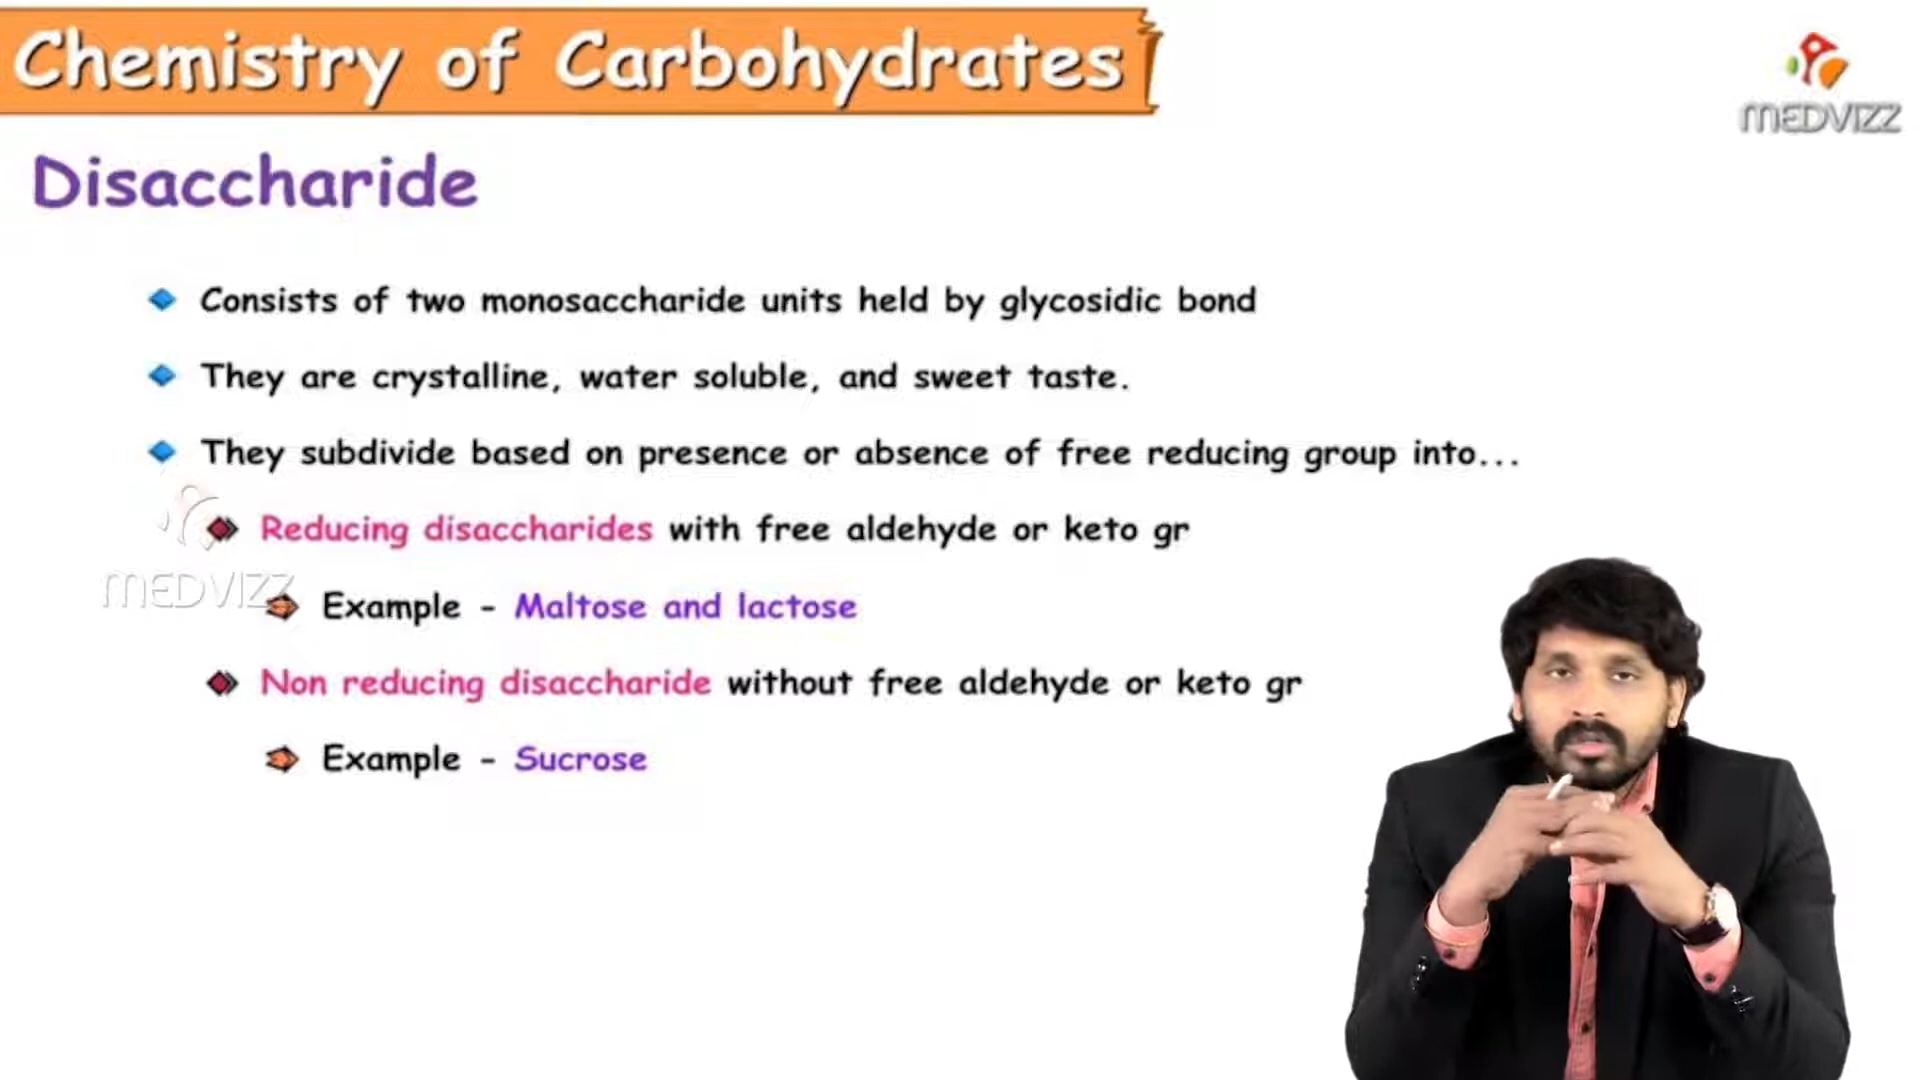 Chemistry of Carbohydrates
MEDVIZZ
Disaccharide
Consists of two monosaccharide units held by glycosidic bond
They are crystalline, water soluble, and sweet taste.
They subdivide based on presence or absence of free reducing group into...
Reducing disaccharides with free aldehyde or keto gr
MEDVIZZ
Example - Maltose and lactose
Non reducing disaccharide without free aldehyde or keto gr
Example - Sucrose